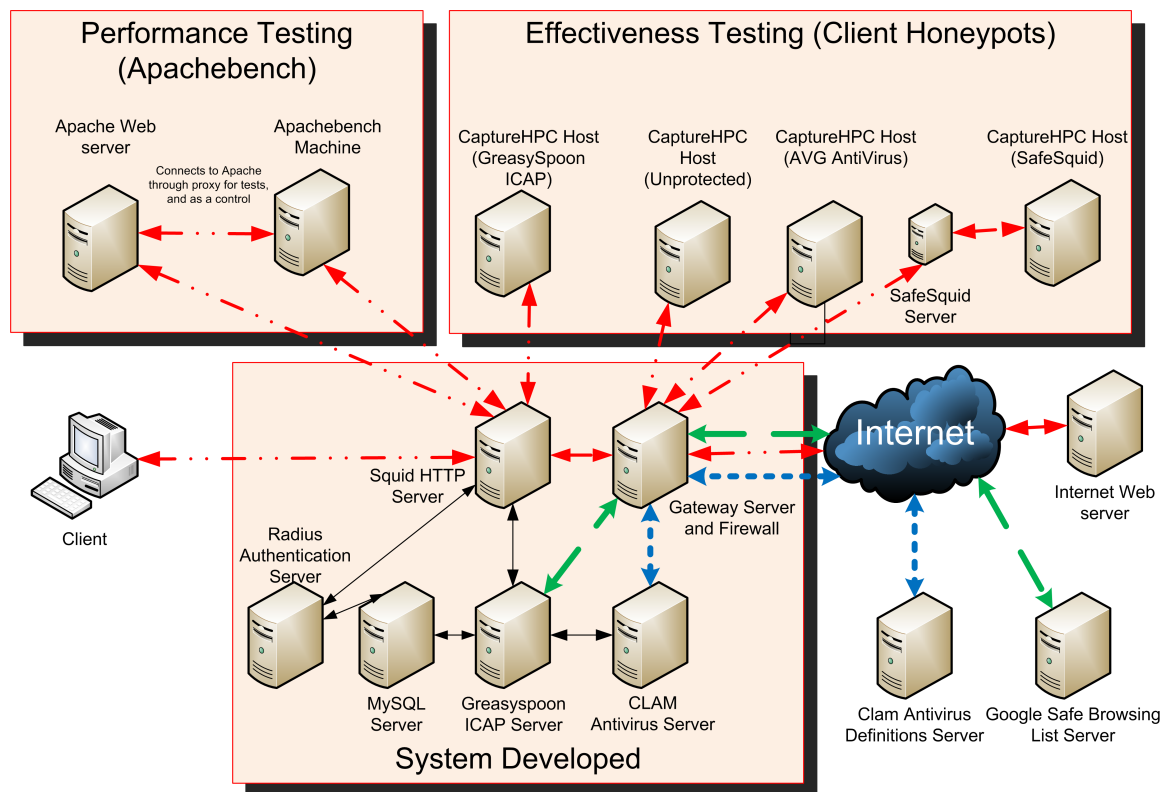 Performance Testing
(Apachebench)
Effectiveness Testing (Client Honeypots)
Apache Web
server
Apachebench
Machine
Connects to Apache
through proxy for tests,
and as a control
CaptureHPC Host
(GreasySpoon
ICAP)
CaptureHPC
Host
(Unprotected)
CaptureHPC Host
(AVG AntiVirus)
CaptureHPC Host
(SafeSquid)
SafeSquid
Server
Client
Squid HTTP
Server
Gateway Server
and Firewall
Internet
Internet Web
server
Radius
Authentication
Server
MySQL
Server
Greasyspoon
ICAP Server
CLAM
Antivirus Server
Clam Antivirus
Definitions Server
Google Safe Browsing
List Server
System Developed